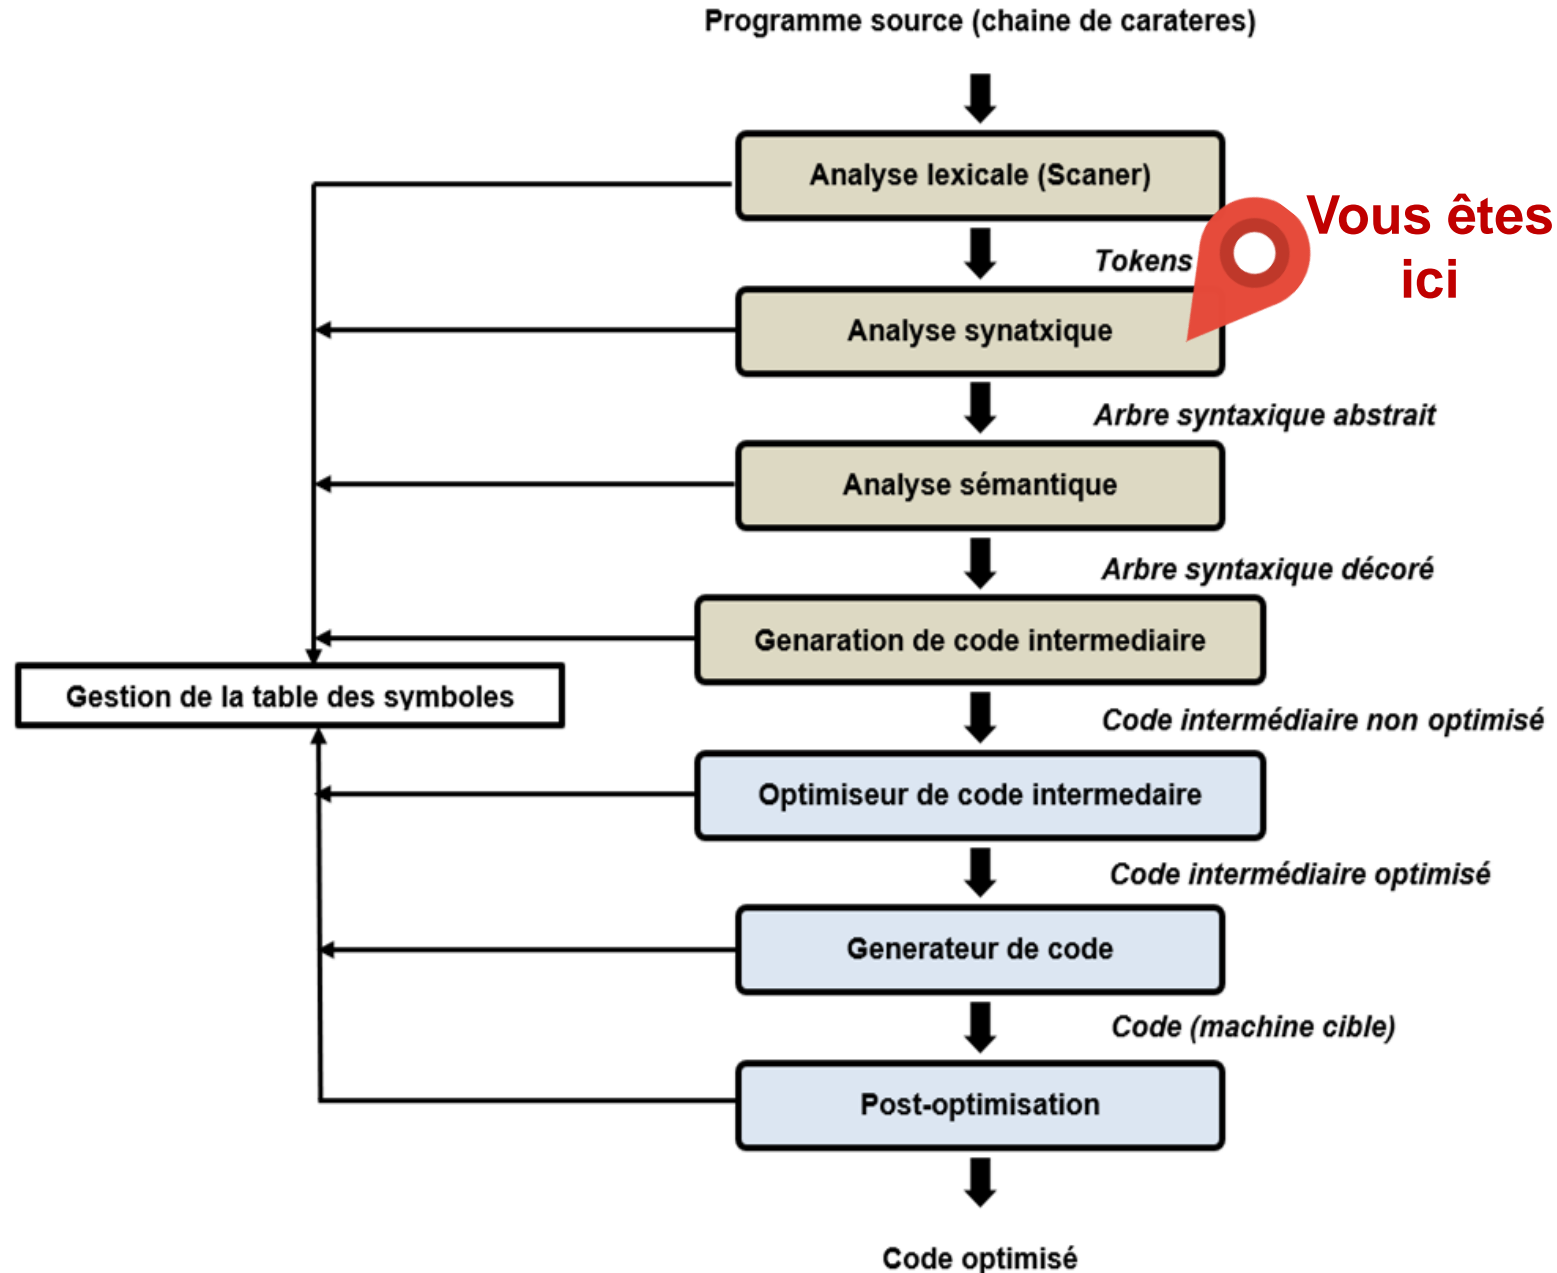 Programme source (chaine de carateres)
Analyse lexicale (Scaner)
Vous êtes
ici
Tokens
Analyse synatxique
Arbre syntaxique abstrait
Analyse sémantique
Arbre syntaxique décoré
Genaration de code intermediaire
Gestion de la table des symboles
Code intermédiaire non optimisé
Optimiseur de code intermedaire
Code intermédiaire optimisé
Generateur de code
Code (machine cible)
Post-optimisation
Code optimisé